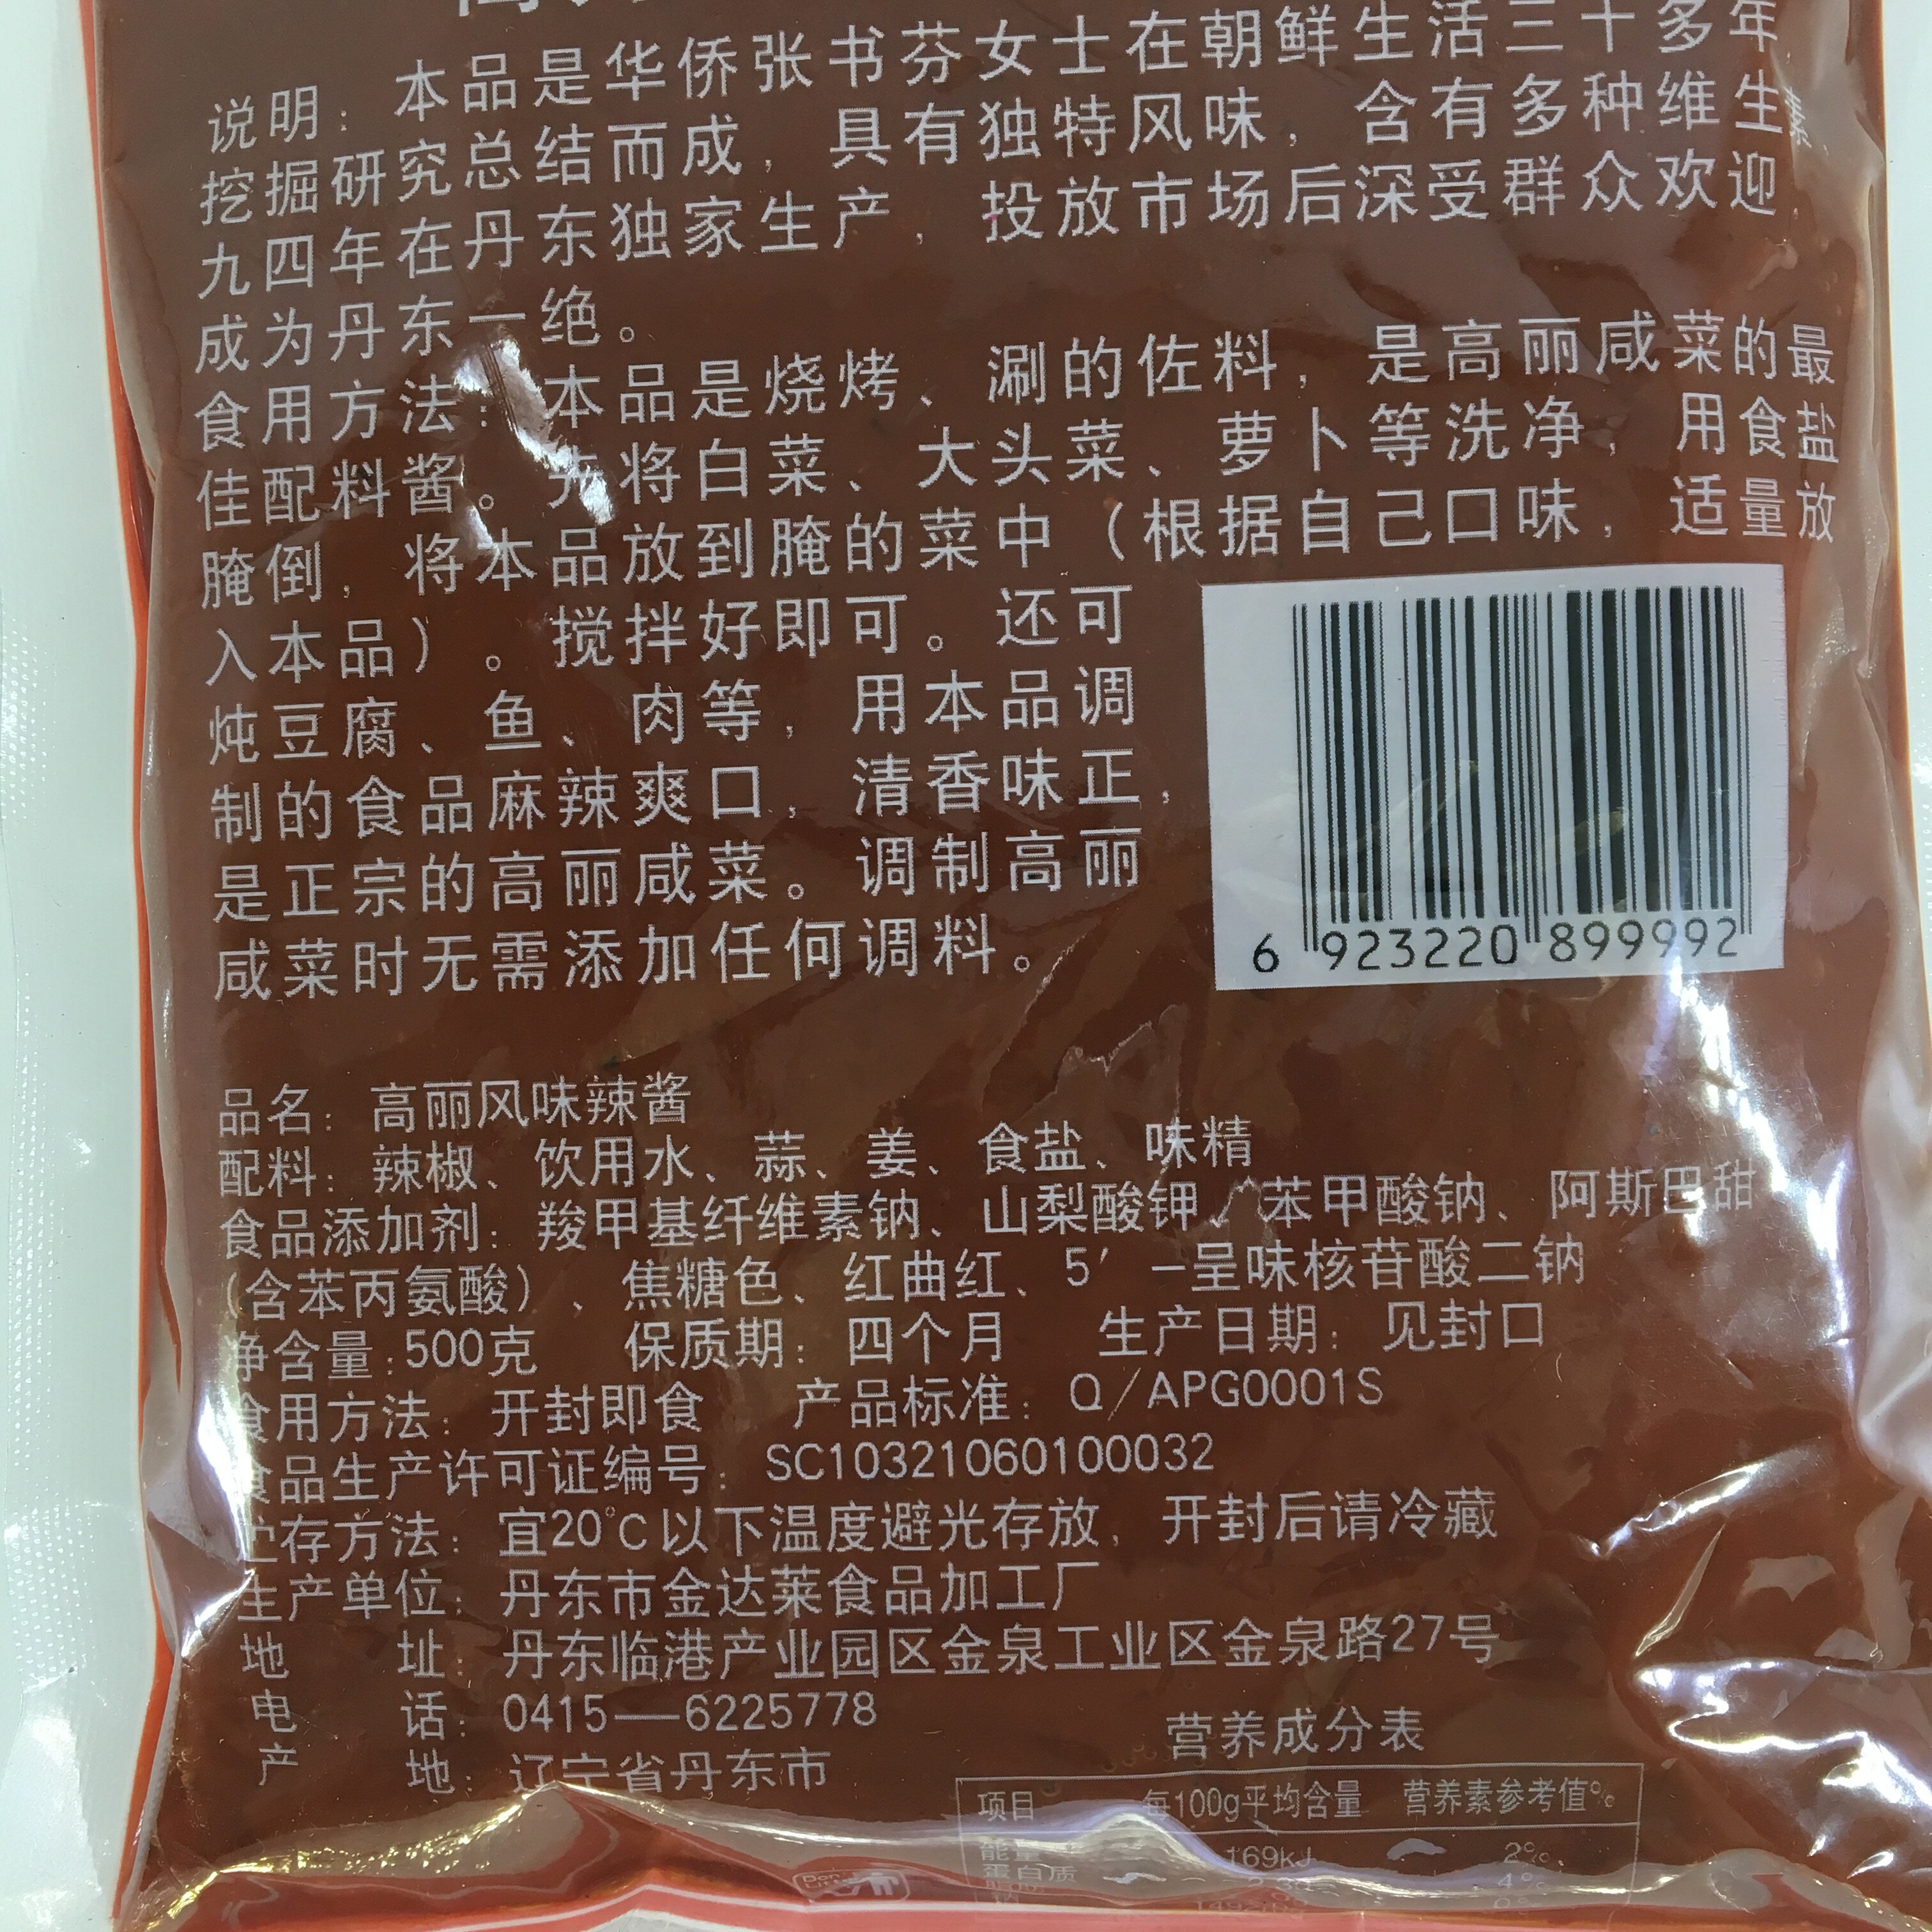 说明：本品是华侨张书芬女士在朝鲜生活三十多年
挖掘研究总结而成，具有独特风味，含有多种维生素
九四年在丹东独家生产，投放市场后深受群众欢迎，
成为丹东一绝。
食用方法：本品是烧烤、涮的佐料，是高丽咸菜的最
佳配料酱。先将白菜、大头菜、萝卜等洗净，用食盐
腌倒，将本品放到腌的菜中（根据自己口味，适量放
入本品）。搅拌好即可。还可
炖豆腐、鱼、肉等，用本品调
制的食品麻辣爽口，清香味正，
是正宗的高丽咸菜。调制高丽
咸菜时无需添加任何调料。
6 923220 899992
品名：高丽风味辣酱
配料：辣椒、饮用水、蒜、姜、食盐、味精
食品添加剂：羧甲基纤维素钠、山梨酸钾、苯甲酸钠、阿斯巴甜
(含苯丙氨酸)、焦糖色、红曲红、5′-呈味核苷酸二钠
净含量：500克 保质期：四个月 生产日期：见封口
食用方法：开封即食 产品标准：Q/APG0001S
食品生产许可证编号：SC10321060100032
贮存方法：宜20℃以下温度避光存放，开封后请冷藏
生产单位：丹东市金达莱食品加工厂
地 址：丹东临港产业园区金泉工业区金泉路27号
电 话：0415—6225778
产 地：辽宁省丹东市
营养成分表
项目 每100g平均含量 营养素参考值%
能量 169kJ 2%
蛋白质 4%